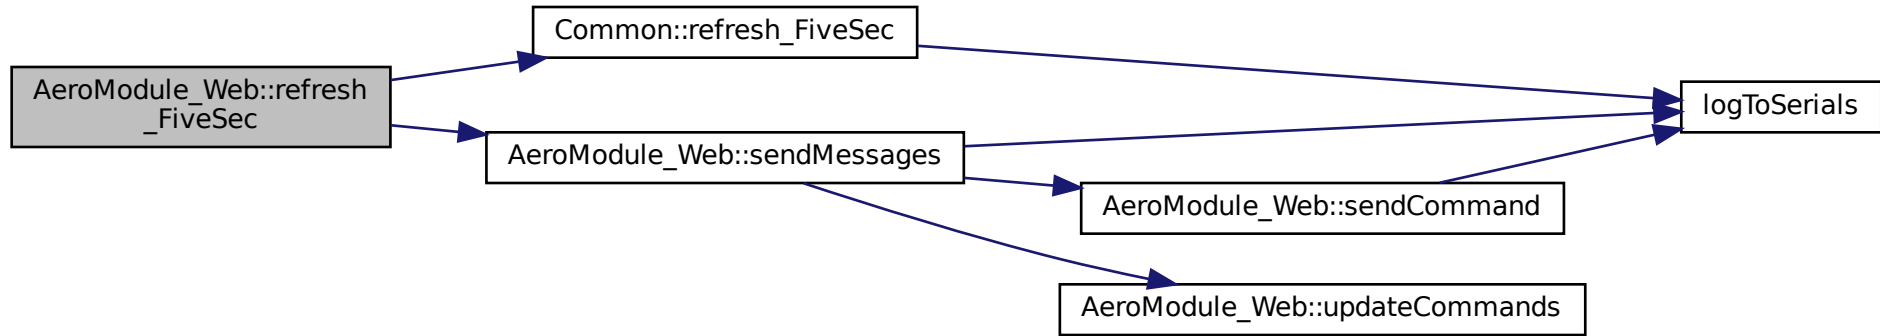 AeroModule_Web::refresh
_FiveSec
Common::refresh_FiveSec
AeroModule_Web::sendMessages
AeroModule_Web::sendCommand
AeroModule_Web::updateCommands
logToSerials